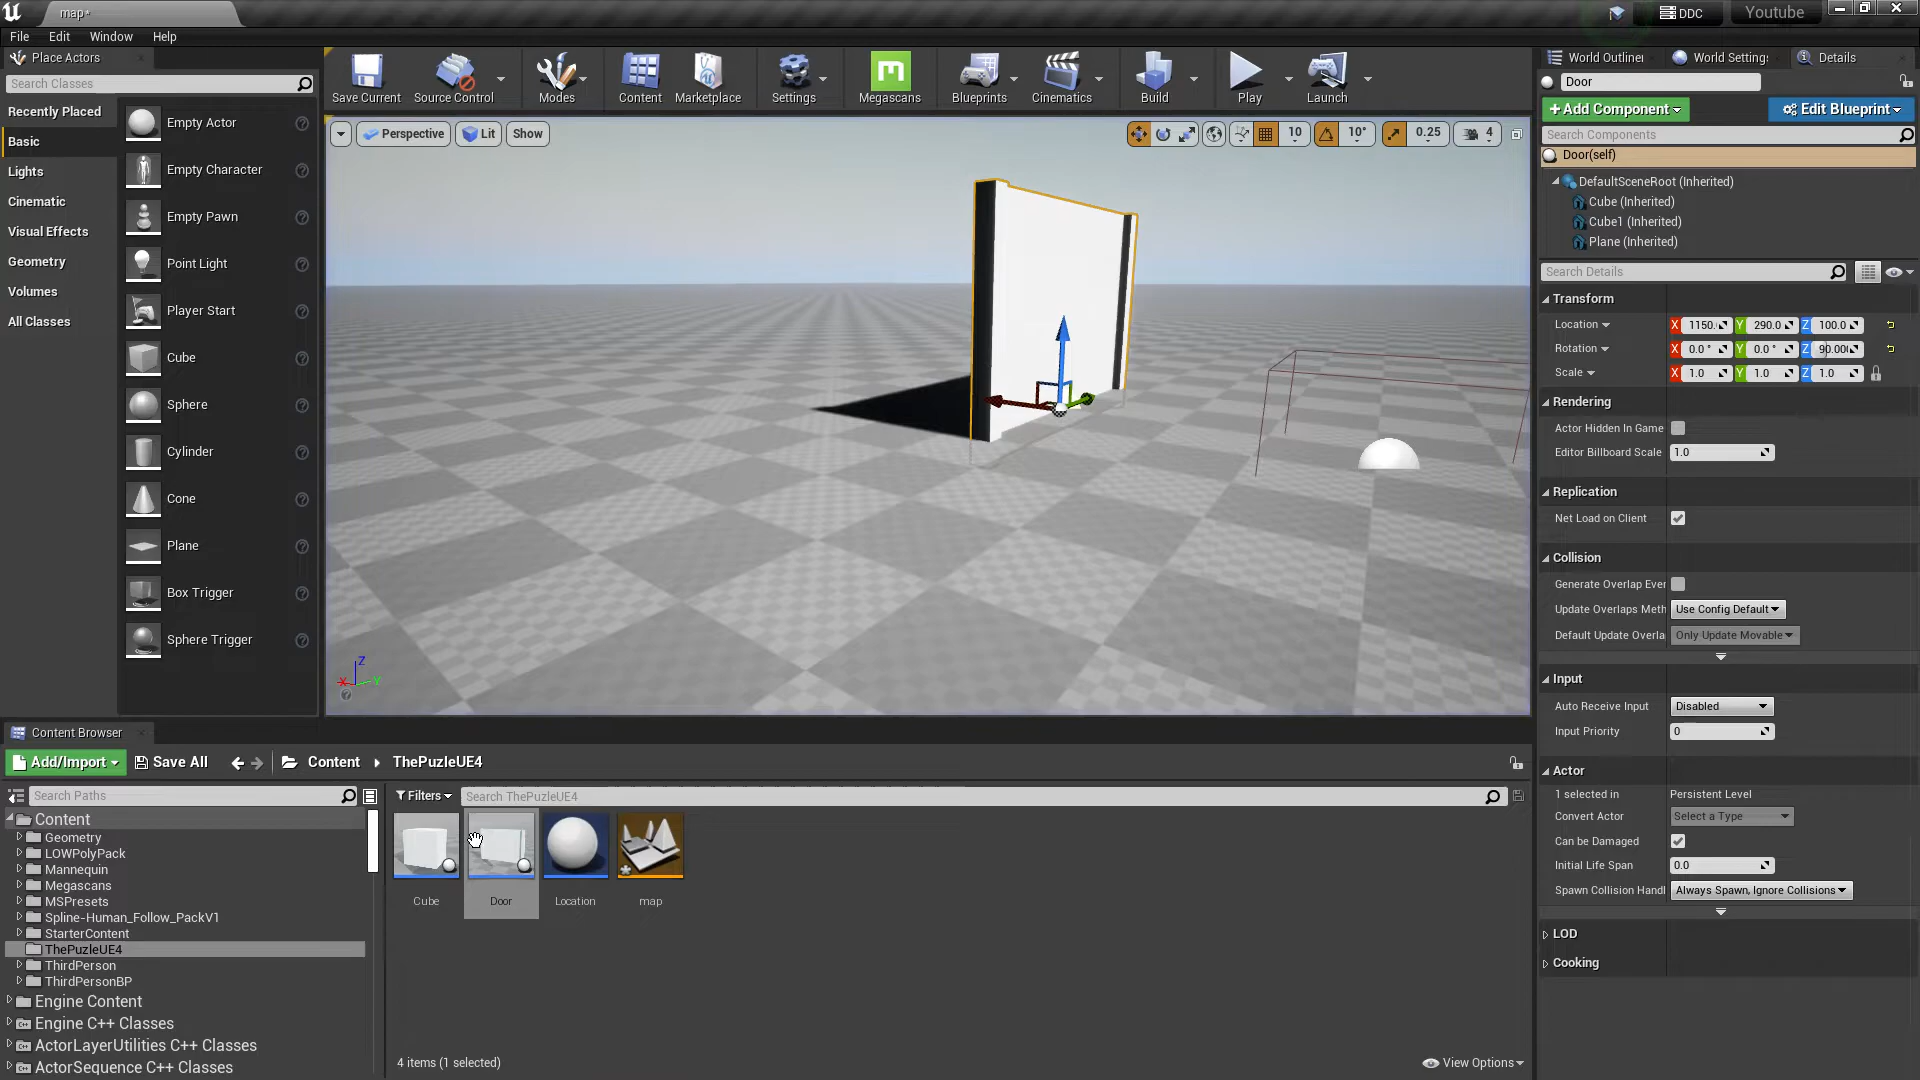 map*
DDC
Youtube
File Edit Window Help
Place Actors
Search Classes
Recently Placed
Basic
Lights
Cinematic
Visual Effects
Geometry
Volumes
All Classes
Empty Actor
Empty Character
Empty Pawn
Point Light
Player Start
Cube
Sphere
Cylinder
Cone
Plane
Box Trigger
Sphere Trigger
Save Current Source Control Modes Content Marketplace Settings Megascans Blueprints Cinematics Build Play Launch
Perspective Lit Show
10 10° 0.25 4
Z
X Y
World Outliner World Settings Details
Door
+Add Component Edit Blueprint
Search Components
Door(self)
DefaultSceneRoot (Inherited)
Cube (Inherited)
Cube1 (Inherited)
Plane (Inherited)
Search Details
Transform
Location X 1150. Y 290.0 Z 100.0
Rotation X 0.0 ° Y 0.0 ° Z 90.00
Scale X 1.0 Y 1.0 Z 1.0
Rendering
Actor Hidden In Game
Editor Billboard Scale 1.0
Replication
Net Load on Client
Collision
Generate Overlap Ever
Update Overlaps Meth Use Config Default
Default Update Overla Only Update Movable
Input
Auto Receive Input Disabled
Input Priority 0
Actor
1 selected in Persistent Level
Convert Actor Select a Type
Can be Damaged
Initial Life Span 0.0
Spawn Collision Handl Always Spawn, Ignore Collisions
LOD
Cooking
Content Browser
Add/Import Save All Content ThePuzleUE4
Search Paths
Filters Search ThePuzleUE4
Content
Geometry
LOWPolyPack
Mannequin
Megascans
MSPresets
Spline-Human_Follow_PackV1
StarterContent
ThePuzleUE4
ThirdPerson
ThirdPersonBP
Engine Content
Engine C++ Classes
ActorLayerUtilities C++ Classes
ActorSequence C++ Classes
Cube Door Location map
4 items (1 selected)
View Options